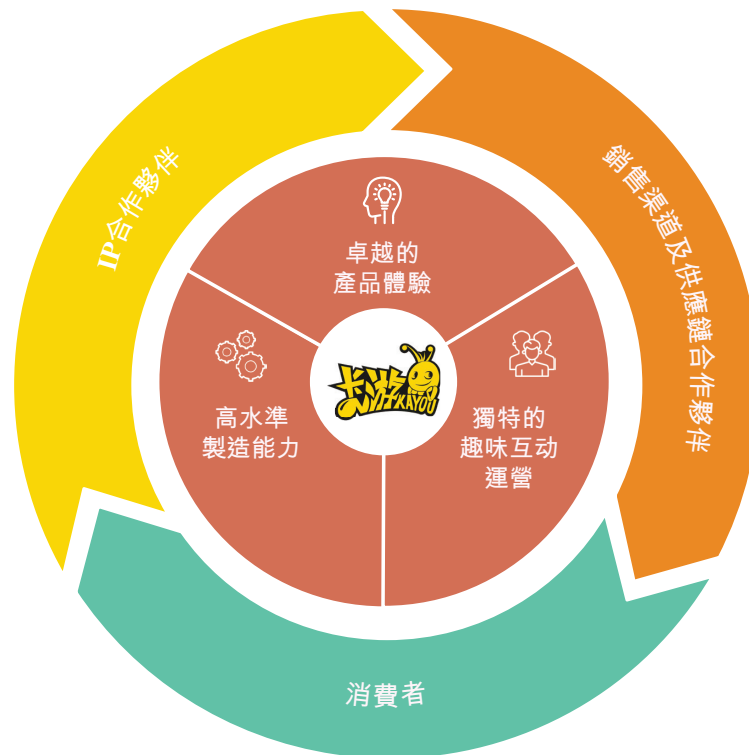 IP合作夥伴
銷售渠道及供應鏈合作夥伴
卓越的
產品體驗
高水準
製造能力
卡游
KAYOU
獨特的
趣味互动
運營
消費者